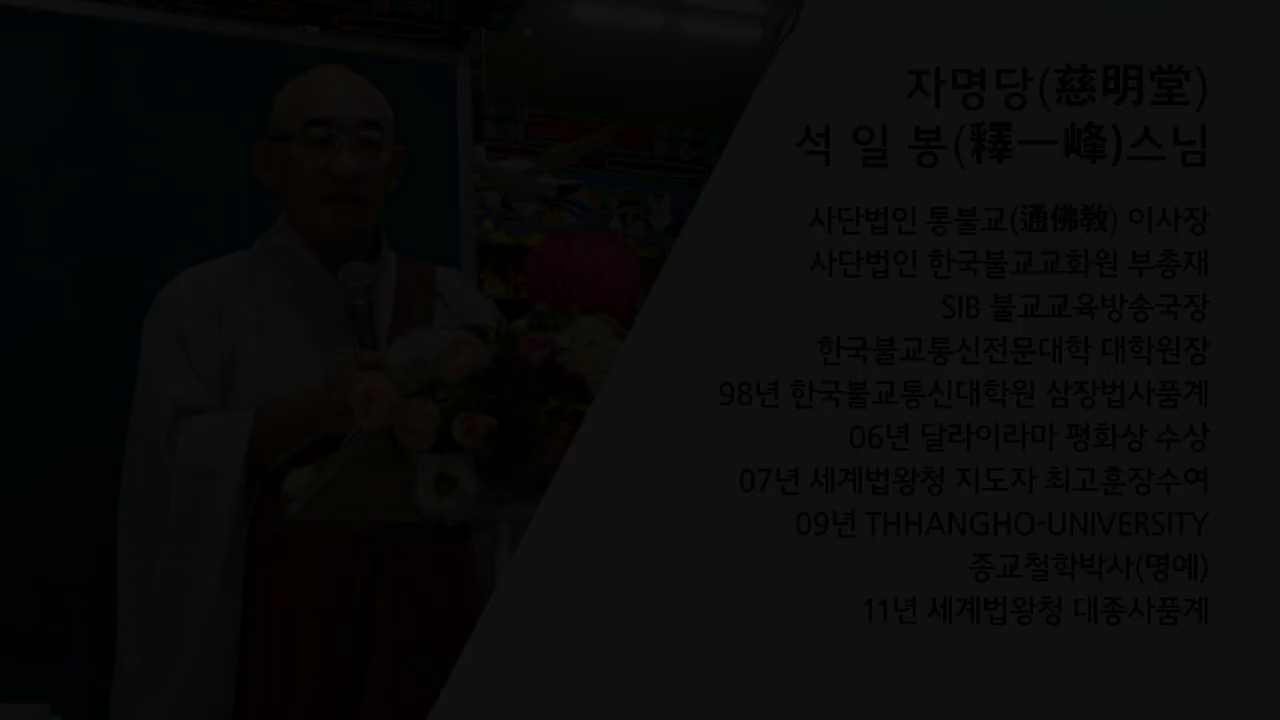 자명당(慈明堂)
석 일 봉(釋一峰)스님
사단법인 통불교(通佛敎) 이사장
사단법인 한국불교교화원 부총재
SIB 불교교육방송국장
한국불교통신전문대학 대학원장
98년 한국불교통신대학원 삼장법사품계
06년 달라이라마 평화상 수상
07년 세계법왕청 지도자 최고훈장수여
09년 THHANGHO-UNIVERSITY
종교철학박사(명예)
11년 세계법왕청 대종사품계